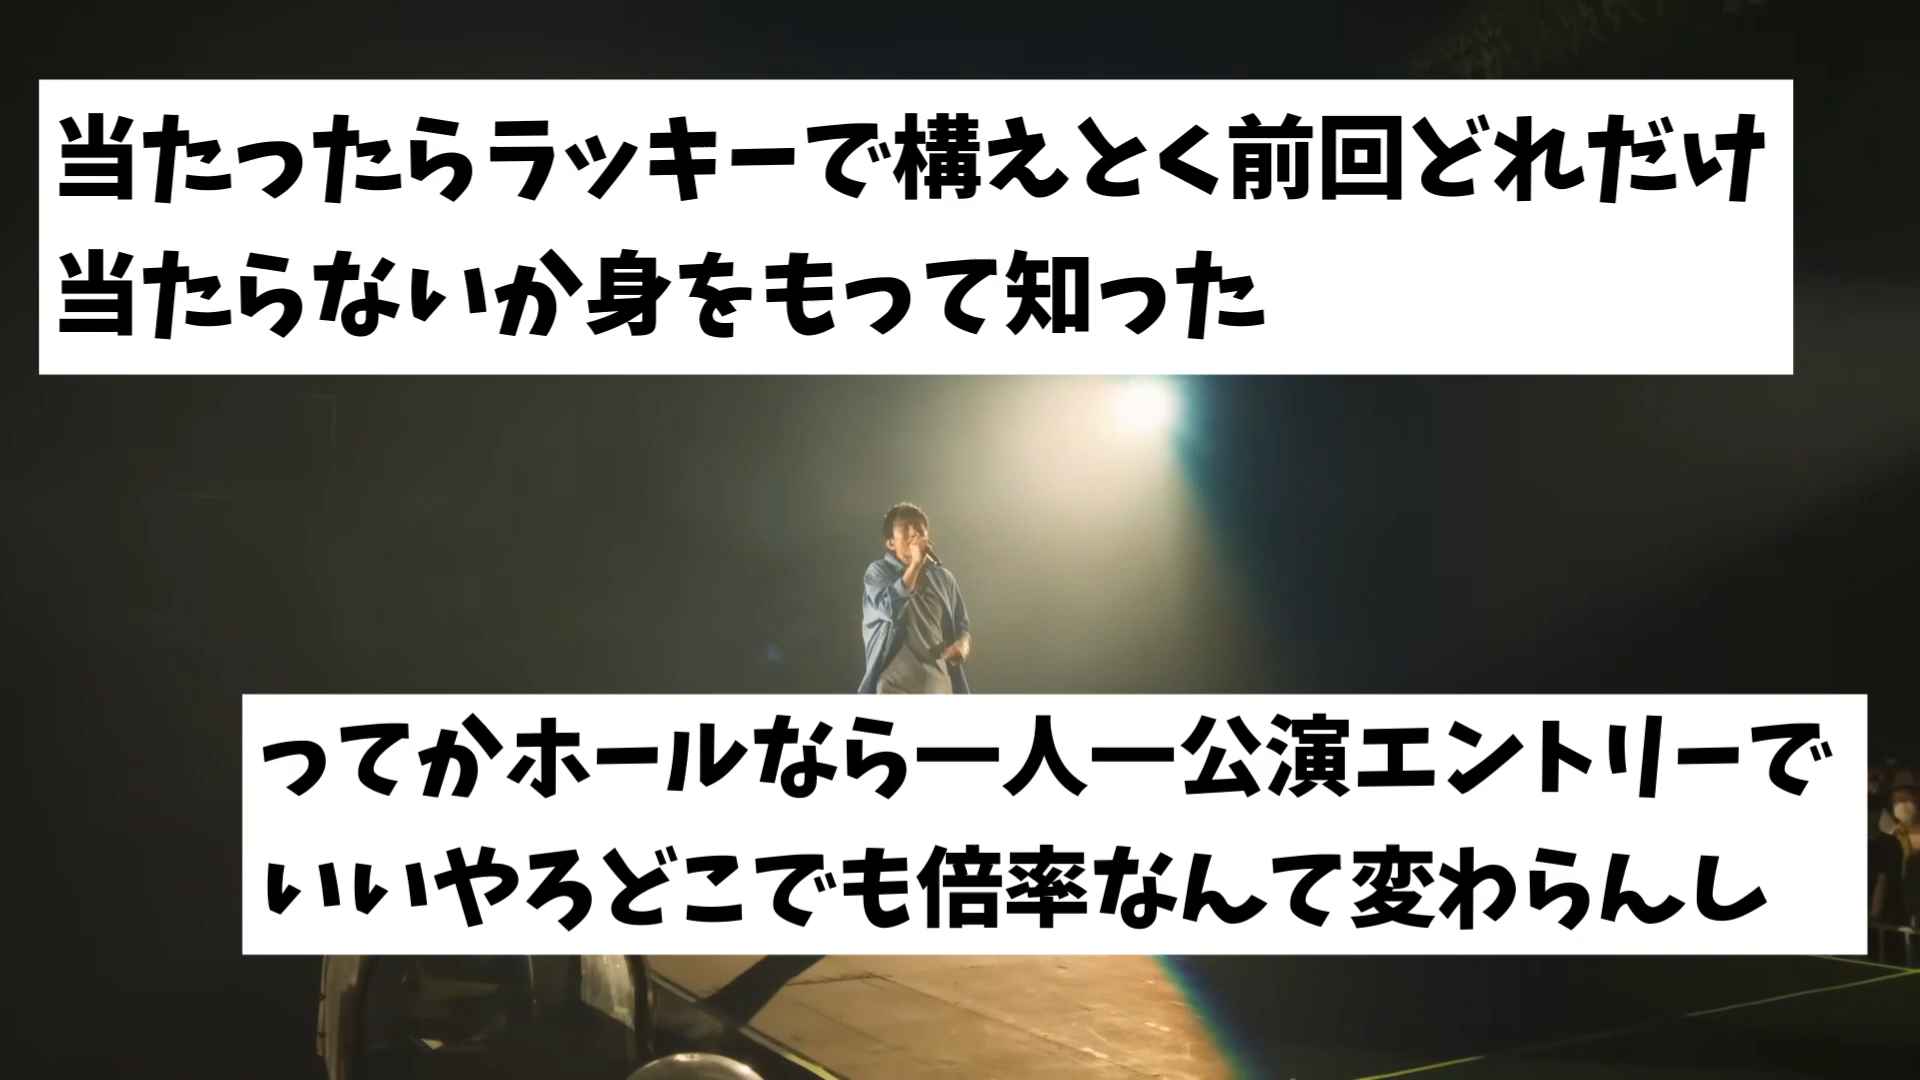 当たったらラッキーで構えとく前回どれだけ
当たらないか身をもって知った
ってかホールなら一人一公演エントリーで
いいやろどこでも倍率なんて変わらんし